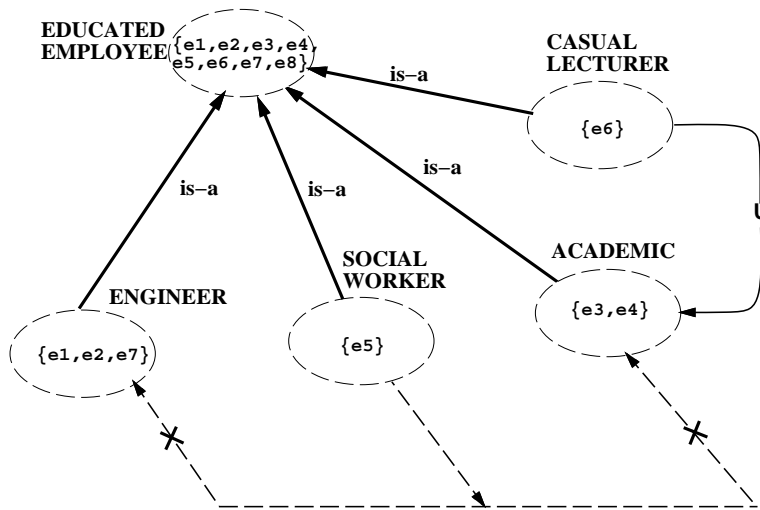 EDUCATED
EMPLOYEE
{e1,e2,e3,e4,
e5,e6,e7,e8}
CASUAL
LECTURER
{e6}
is-a
is-a
is-a
is-a
U
ENGINEER
{e1,e2,e7}
SOCIAL
WORKER
{e5}
ACADEMIC
{e3,e4}